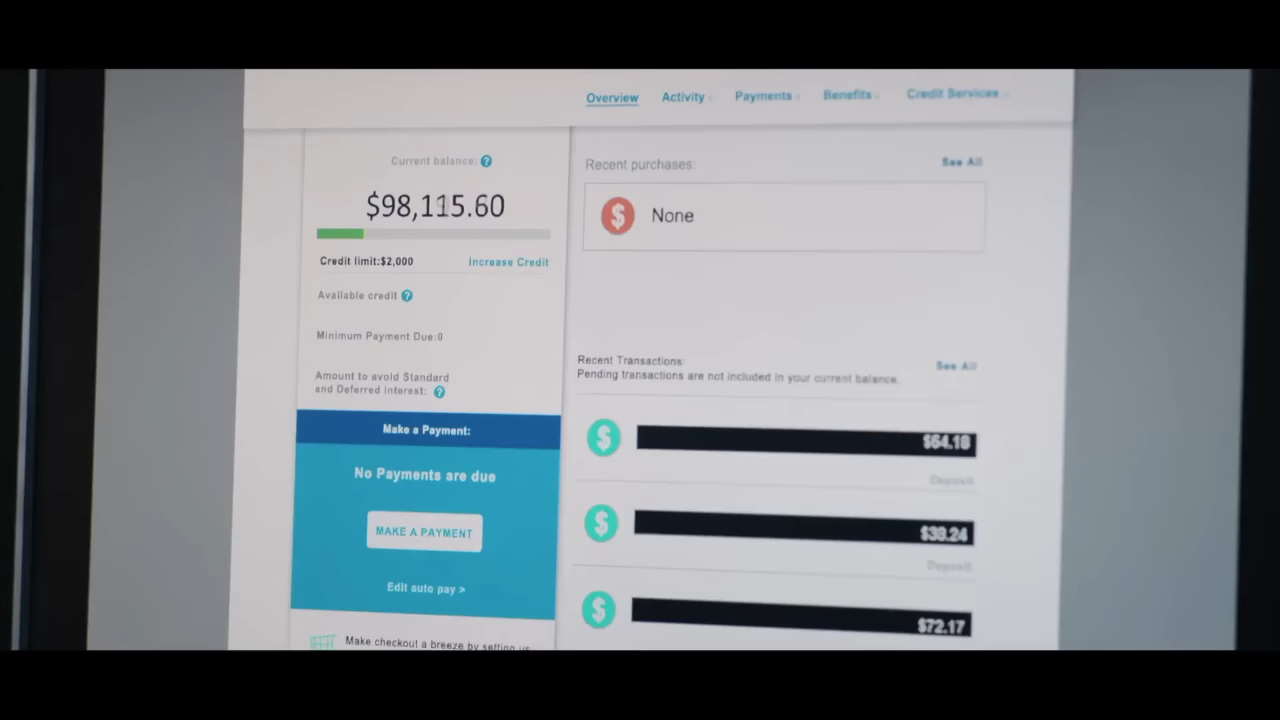 Overview Activity Payments Benefits Credit Services
Current balance: ?
$98,115.60
Credit limit:$2,000 Increase Credit
Available credit ?
Minimum Payment Due:0
Amount to avoid Standard
and Deferred Interest: ?
Make a Payment:
No Payments are due
MAKE A PAYMENT
Edit auto pay >
Make checkout a breeze by setting us
Recent purchases: See All
$ None
Recent Transactions: See All
Pending transactions are not included in your current balance.
$ $64.18
Deposit
$ $38.24
Deposit
$ $72.17